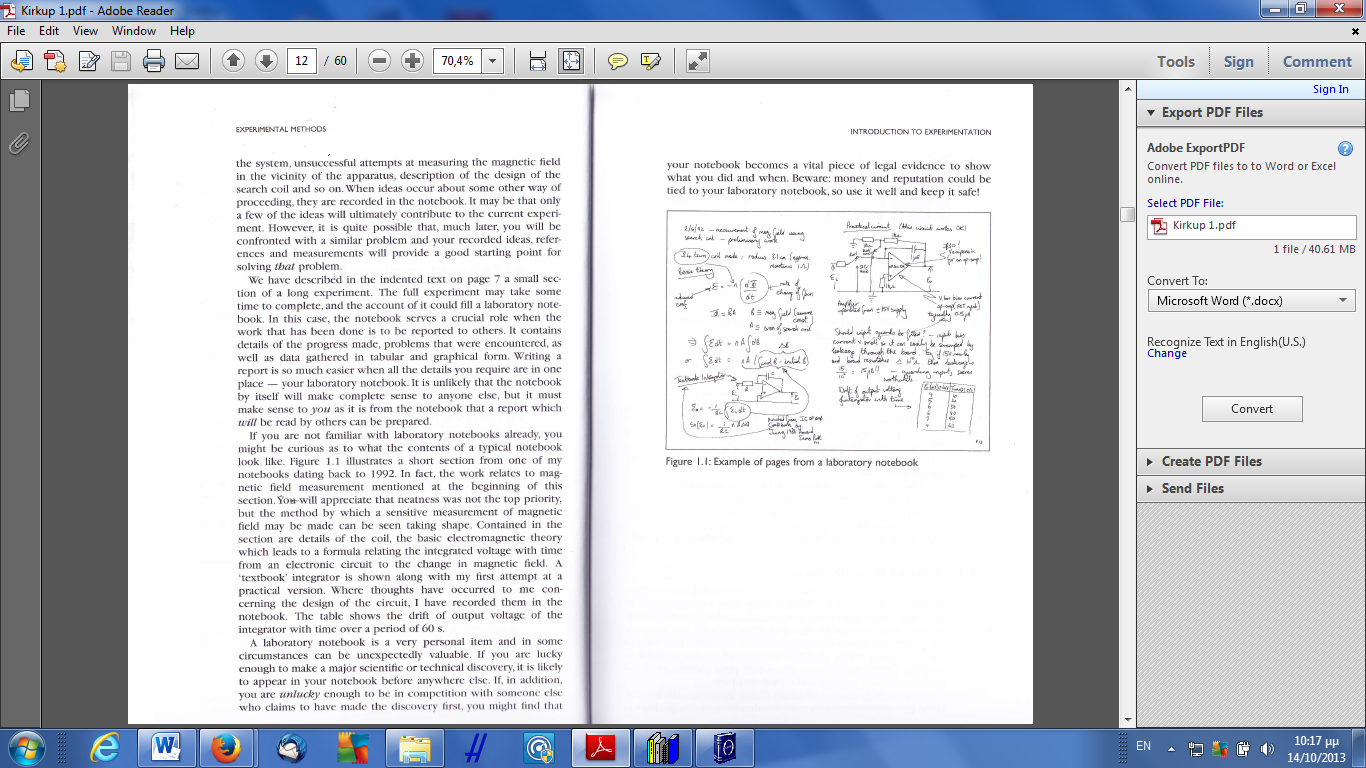 Kirkup 1.pdf - Adobe Reader
File Edit View Window Help
12 / 60 70,4% Tools Sign Comment
EXPERIMENTAL METHODS
the system, unsuccessful attempts at measuring the magnetic field
in the vicinity of the apparatus, description of the design of the
search coil and so on. When ideas occur about some other way of
proceeding, they are recorded in the notebook. It may be that only
a few of the ideas will ultimately contribute to the current experi-
ment. However, it is quite possible that, much later, you will be
confronted with a similar problem and your recorded ideas, refer-
ences and measurements will provide a good starting point for
solving that problem.
We have described in the indented text on page 7 a small sec-
tion of a long experiment. The full experiment may take some
time to complete, and the account of it could fill a laboratory note-
book. In this case, the notebook serves a crucial role when the
work that has been done is to be reported to others. It contains
details of the progress made, problems that were encountered, as
well as data gathered in tabular and graphical form. Writing a
report is so much easier when all the details you require are in one
place — your laboratory notebook. It is unlikely that the notebook
by itself will make complete sense to anyone else, but it must
make sense to you as it is from the notebook that a report which
will be read by others can be prepared.
If you are not familiar with laboratory notebooks already, you
might be curious as to what the contents of a typical notebook
look like. Figure 1.1 illustrates a short section from one of my
notebooks dating back to 1992. In fact, the work relates to mag-
netic field measurement mentioned at the beginning of this
section. You will appreciate that neatness was not the top priority,
but the method by which a sensitive measurement of magnetic
field may be made can be seen taking shape. Contained in the
section are details of the coil, the basic electromagnetic theory
which leads to a formula relating the integrated voltage with time
from an electronic circuit to the change in magnetic field. A
'textbook' integrator is shown along with my first attempt at a
practical version. Where thoughts have occurred to me con-
cerning the design of the circuit, I have recorded them in the
notebook. The table shows the drift of output voltage of the
integrator with time over a period of 60 s.
A laboratory notebook is a very personal item and in some
circumstances can be unexpectedly valuable. If you are lucky
enough to make a major scientific or technical discovery, it is likely
to appear in your notebook before anywhere else. If, in addition,
you are unlucky enough to be in competition with someone else
who claims to have made the discovery first, you might find that
INTRODUCTION TO EXPERIMENTATION
your notebook becomes a vital piece of legal evidence to show
what you did and when. Beware: money and reputation could be
tied to your laboratory notebook, so use it well and keep it safe!
search coil - preliminary work
basic theory
rate of
change of flux
Practical circuit (this circuit works OK)
Textbook Integrator
Drift of output voltage
of integrator with time
Figure 1.1: Example of pages from a laboratory notebook
Sign In
Export PDF Files
Adobe ExportPDF
Convert PDF files to to Word or Excel
online.
Select PDF File:
Kirkup 1.pdf
1 file / 40.61 MB
Convert To:
Microsoft Word (*.docx)
Recognize Text in English(U.S.)
Change
Convert
Create PDF Files
Send Files
EN
10:17 μμ
14/10/2013